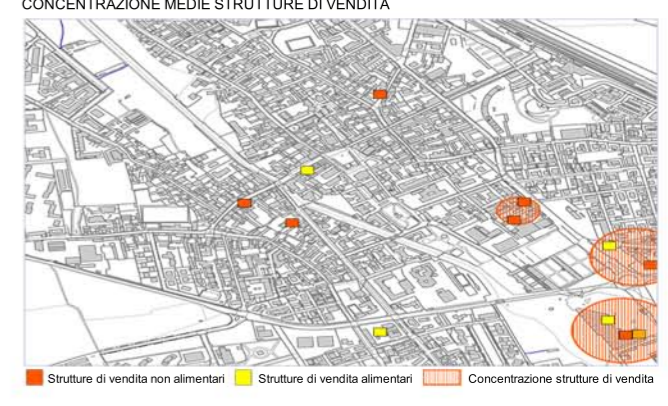 CONCENTRAZIONE MEDIE STRUTTURE DI VENDITA
Strutture di vendita non alimentari Strutture di vendita alimentari Concentrazione strutture di vendita